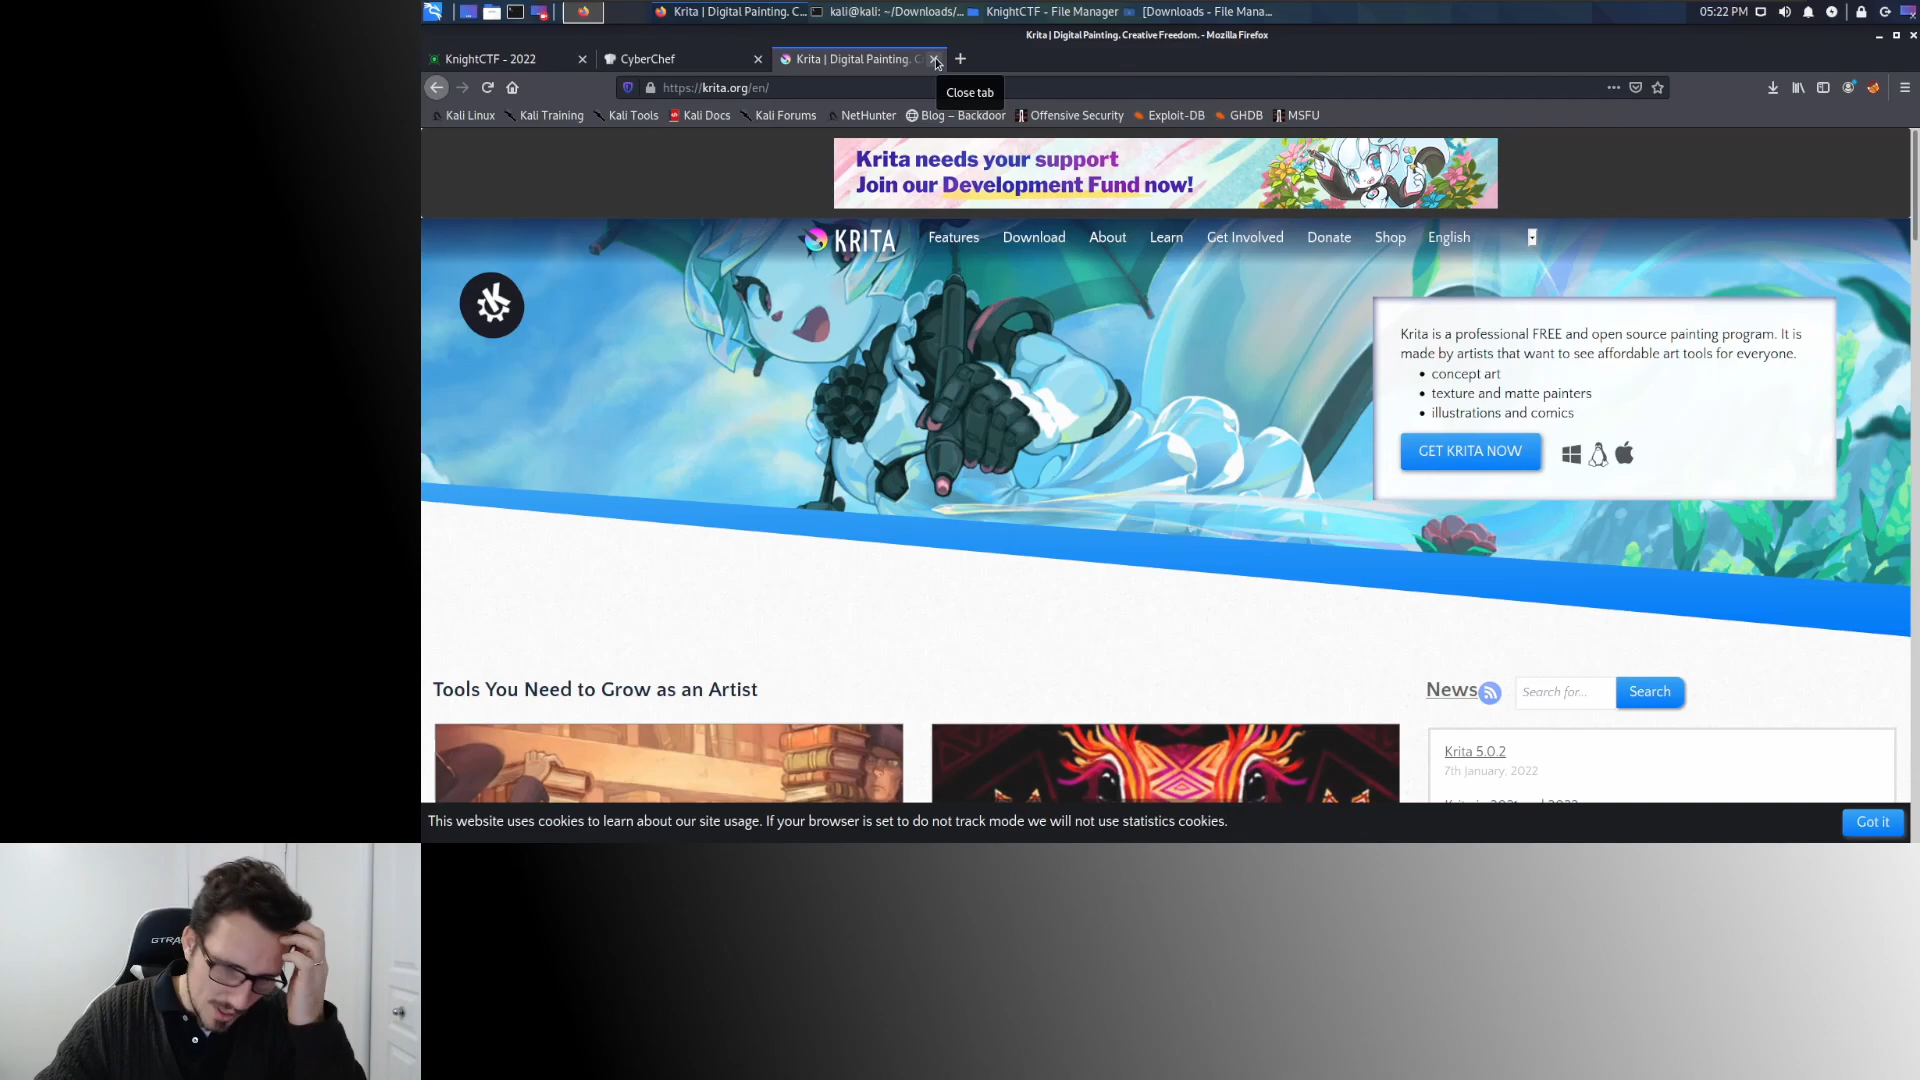 Krita | Digital Painting. C...
kali@kali: ~/Downloads/...
KnightCTF - File Manager
[Downloads - File Mana...
05:22 PM
Krita | Digital Painting. Creative Freedom. - Mozilla Firefox
KnightCTF - 2022
CyberChef
Krita | Digital Painting. C
https://krita.org/en/
Close tab
Kali Linux
Kali Training
Kali Tools
Kali Docs
Kali Forums
NetHunter
Blog – Backdoor
Offensive Security
Exploit-DB
GHDB
MSFU
Krita needs your support
Join our Development Fund now!
KRITA
Features
Download
About
Learn
Get Involved
Donate
Shop
English
Krita is a professional FREE and open source painting program. It is
made by artists that want to see affordable art tools for everyone.
concept art
texture and matte painters
illustrations and comics
GET KRITA NOW
Tools You Need to Grow as an Artist
News
Search for...
Search
Krita 5.0.2
7th January, 2022
This website uses cookies to learn about our site usage. If your browser is set to do not track mode we will not use statistics cookies.
Got it